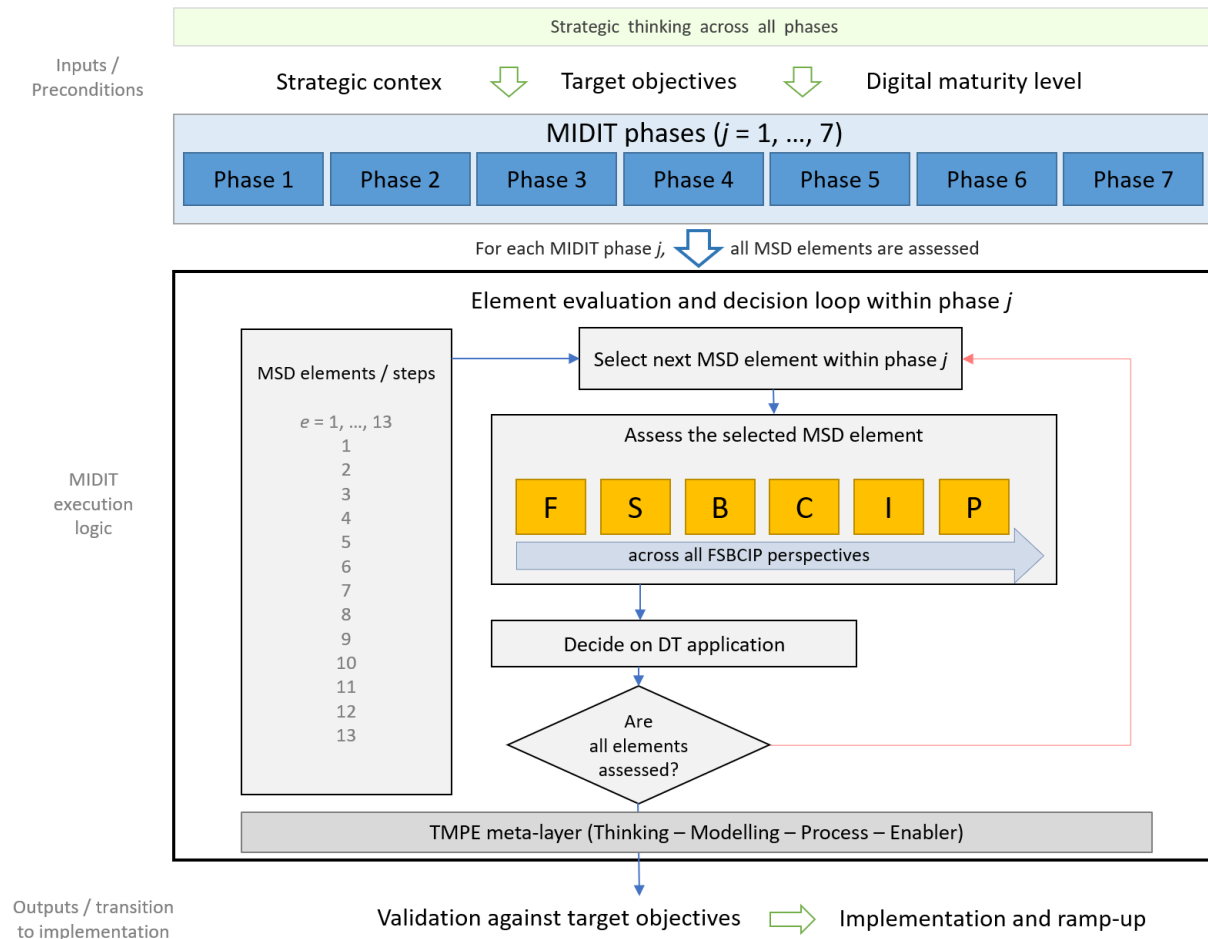 Strategic thinking across all phases
Inputs /
Preconditions
Strategic contex
Target objectives
Digital maturity level
MIDIT phases (j = 1, ..., 7)
Phase 1
Phase 2
Phase 3
Phase 4
Phase 5
Phase 6
Phase 7
For each MIDIT phase j,
all MSD elements are assessed
Element evaluation and decision loop within phase j
MSD elements / steps
e = 1, ..., 13
1
2
3
4
5
6
7
8
9
10
11
12
13
Select next MSD element within phase j
Assess the selected MSD element
F
S
B
C
I
P
across all FSBCIP perspectives
MIDIT
execution
logic
Decide on DT application
Are
all elements
assessed?
TMPE meta-layer (Thinking – Modelling – Process – Enabler)
Outputs / transition
to implementation
Validation against target objectives
Implementation and ramp-up